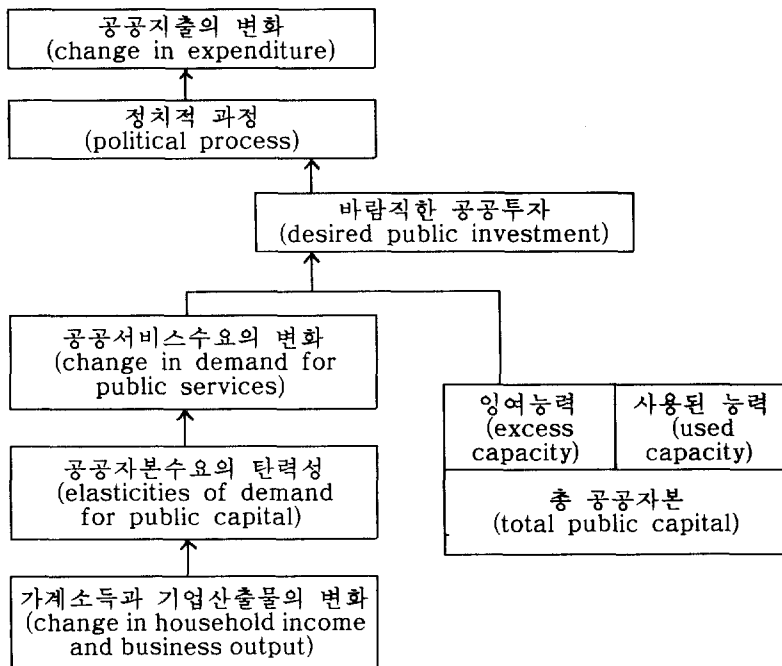 공공지출의 변화
(change in expenditure)
정치적 과정
(political process)
바람직한 공공투자
(desired public investment)
공공서비스수요의 변화
(change in demand for
public services)
잉여능력
(excess
capacity)
사용된 능력
(used
capacity)
공공자본수요의 탄력성
(elasticities of demand
for public capital)
총 공공자본
(total public capital)
가계소득과 기업산출물의 변화
(change in household income
and business output)